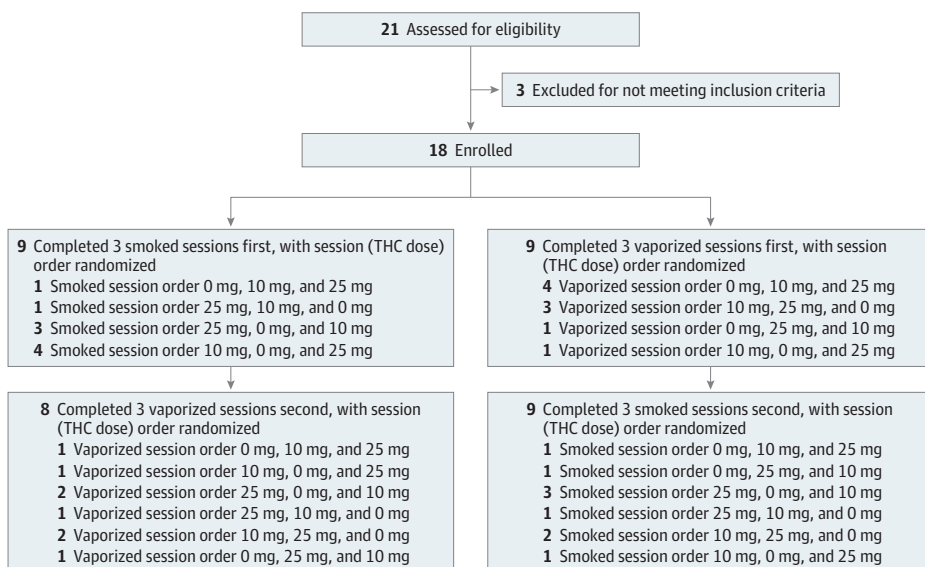 21 Assessed for eligibility
3 Excluded for not meeting inclusion criteria
18 Enrolled
9 Completed 3 smoked sessions first, with session (THC dose)
order randomized
1 Smoked session order 0 mg, 10 mg, and 25 mg
1 Smoked session order 25 mg, 10 mg, and 0 mg
3 Smoked session order 25 mg, 0 mg, and 10 mg
4 Smoked session order 10 mg, 0 mg, and 25 mg
9 Completed 3 vaporized sessions first, with session
(THC dose) order randomized
4 Vaporized session order 0 mg, 10 mg, and 25 mg
3 Vaporized session order 10 mg, 25 mg, and 0 mg
1 Vaporized session order 0 mg, 25 mg, and 10 mg
1 Vaporized session order 10 mg, 0 mg, and 25 mg
8 Completed 3 vaporized sessions second, with session
(THC dose) order randomized
1 Vaporized session order 0 mg, 10 mg, and 25 mg
1 Vaporized session order 10 mg, 0 mg, and 25 mg
2 Vaporized session order 25 mg, 0 mg, and 10 mg
1 Vaporized session order 25 mg, 10 mg, and 0 mg
2 Vaporized session order 10 mg, 25 mg, and 0 mg
1 Vaporized session order 0 mg, 25 mg, and 10 mg
9 Completed 3 smoked sessions second, with session
(THC dose) order randomized
1 Smoked session order 0 mg, 10 mg, and 25 mg
1 Smoked session order 0 mg, 25 mg, and 10 mg
3 Smoked session order 25 mg, 0 mg, and 10 mg
1 Smoked session order 25 mg, 10 mg, and 0 mg
2 Smoked session order 10 mg, 25 mg, and 0 mg
1 Smoked session order 10 mg, 0 mg, and 25 mg